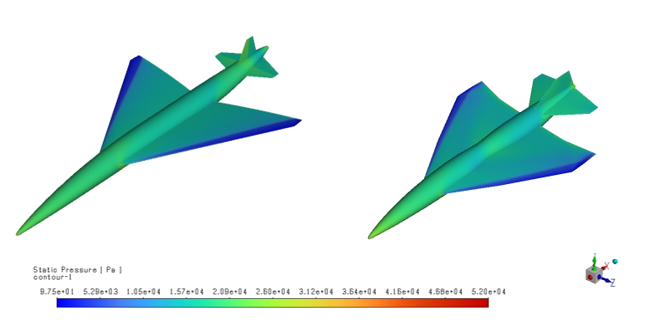 Static Pressure [ Pa ]
contour-1
9.75e+01 5.29e+03 1.05e+04 1.57e+04 2.09e+04 2.60e+04 3.12e+04 3.64e+04 4.16e+04 4.68e+04 5.20e+04
Y
X
Z